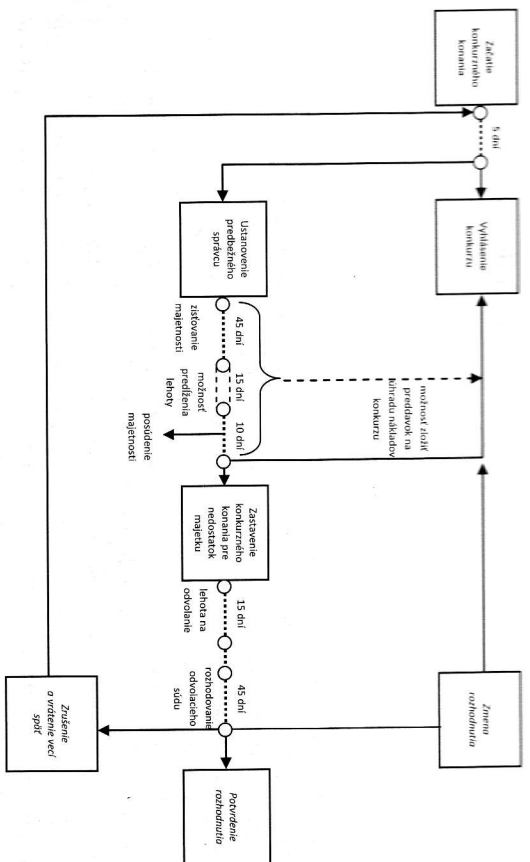 Začatie
konkurzného
konania
5 dní
Vyhlásenie
konkurzu
Ustanovenie
predbežného
správcu
45 dní
zisťovanie
majetnosti
15 dní
možnosť
predĺženia
lehoty
10 dní
posúdenie
majetnosti
možnosť zložiť
preddavok na
úhradu nákladov
konkurzu
Zastavenie
konkurzného
konania pre
nedostatok
majetku
15 dní
lehota na
odvolanie
45 dní
rozhodovanie
odvolacieho
súdu
Zmena
rozhodnutia
Zrušenie
a vrátenie veci
späť
Potvrdenie
rozhodnutia